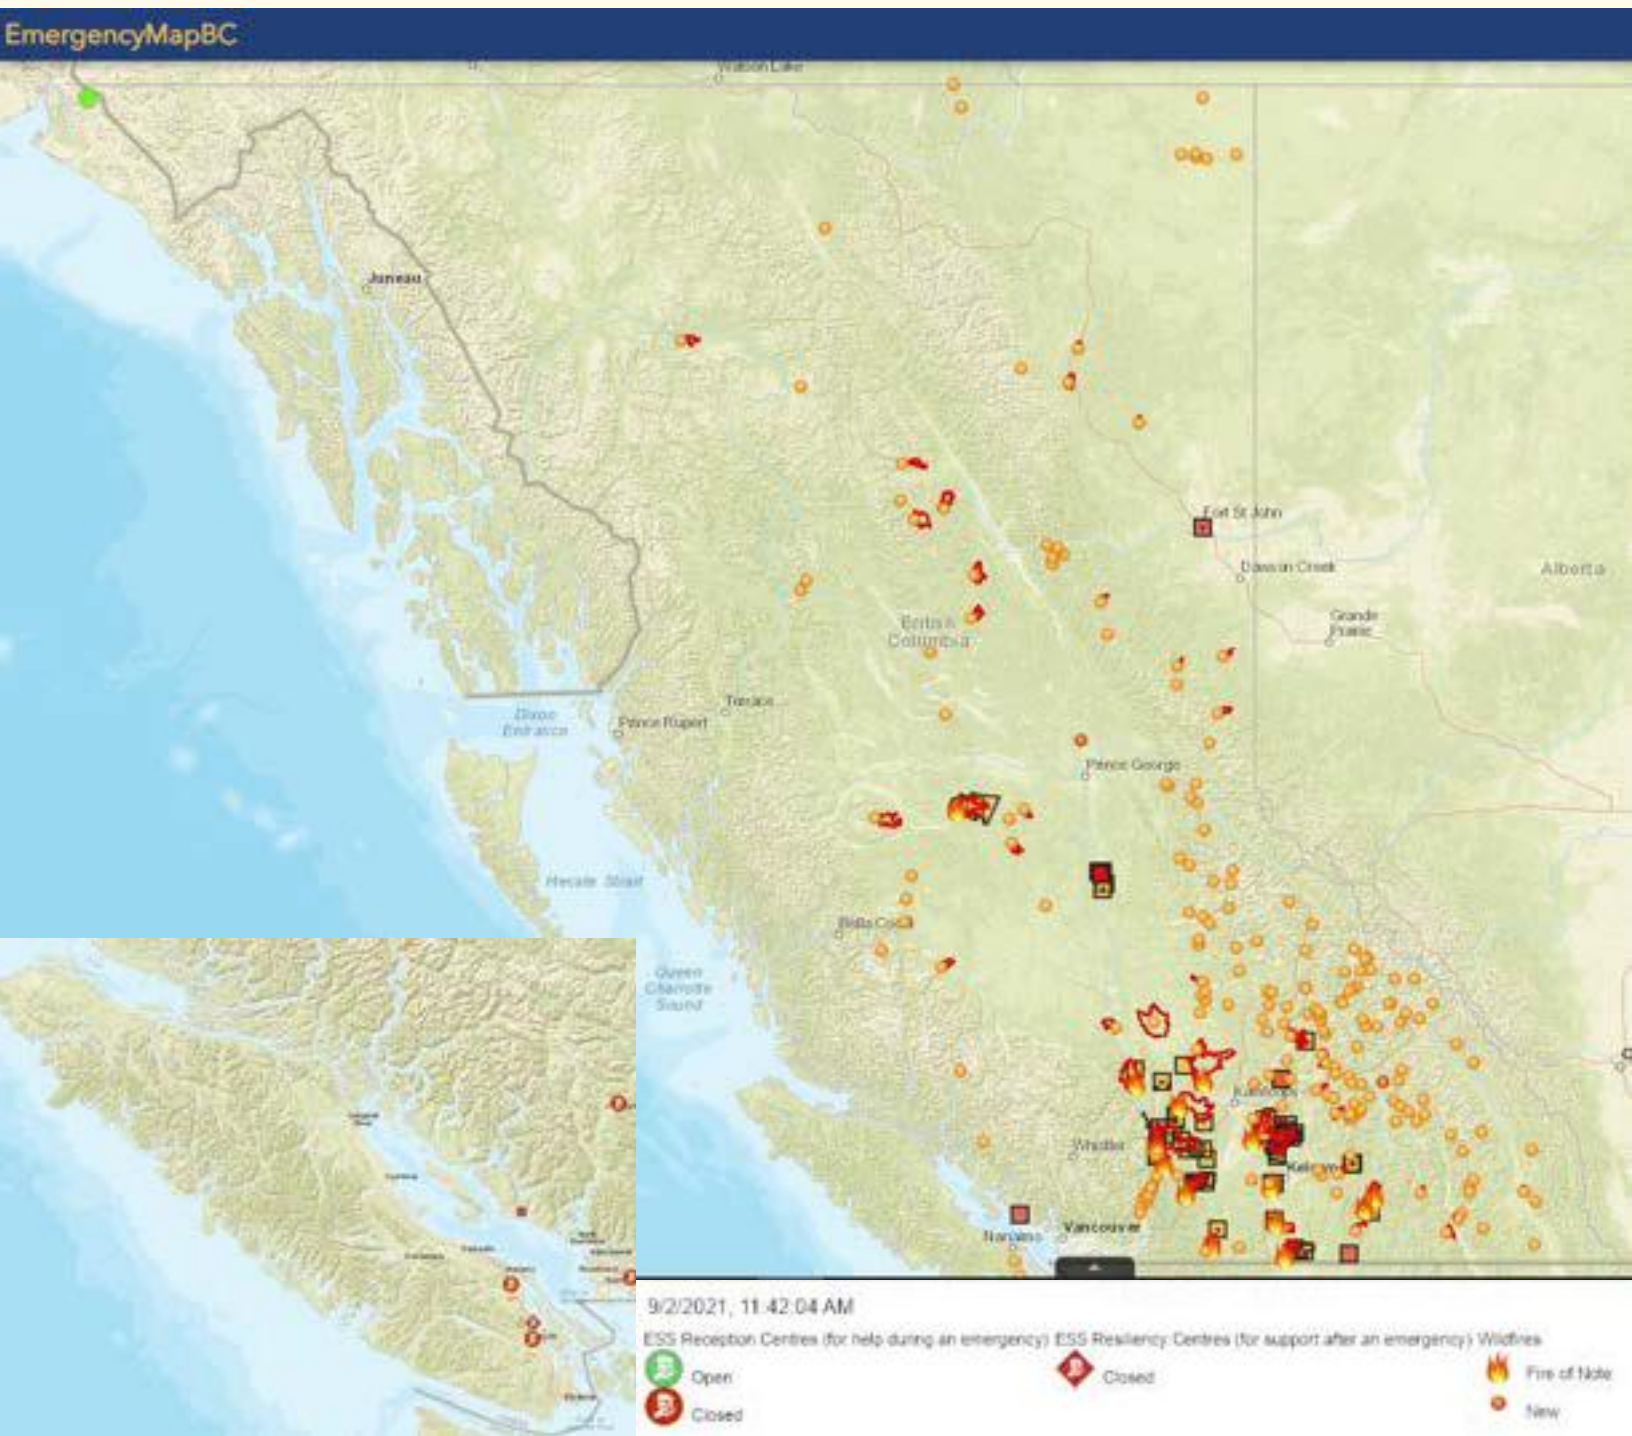 EmergencyMapBC
Watson Lake
Juneau
Fort St John
Dawson Creek
Alberta
Grande
Prairie
British
Columbia
Terrace
Dixon
Entrance
Prince Rupert
Prince George
Hecate Strait
Bella Coola
Queen
Charlotte
Sound
Kamloops
Whistler
Kelowna
Vancouver
Nanaimo
9/2/2021, 11:42:04 AM
ESS Reception Centres (for help during an emergency) ESS Resiliency Centres (for support after an emergency) Wildfires
Open
Closed
Fire of Note
Closed
New